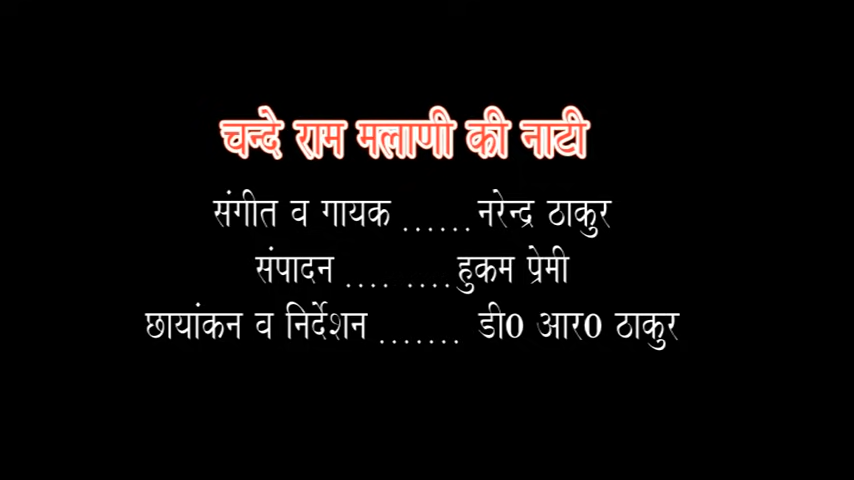 चन्दे राम मलाणी की नाटी
संगीत व गायक ......नरेन्द्र ठाकुर
संपादन .... ....हुकम प्रेमी
छायांकन व निर्देशन ....... डी0 आर0 ठाकुर